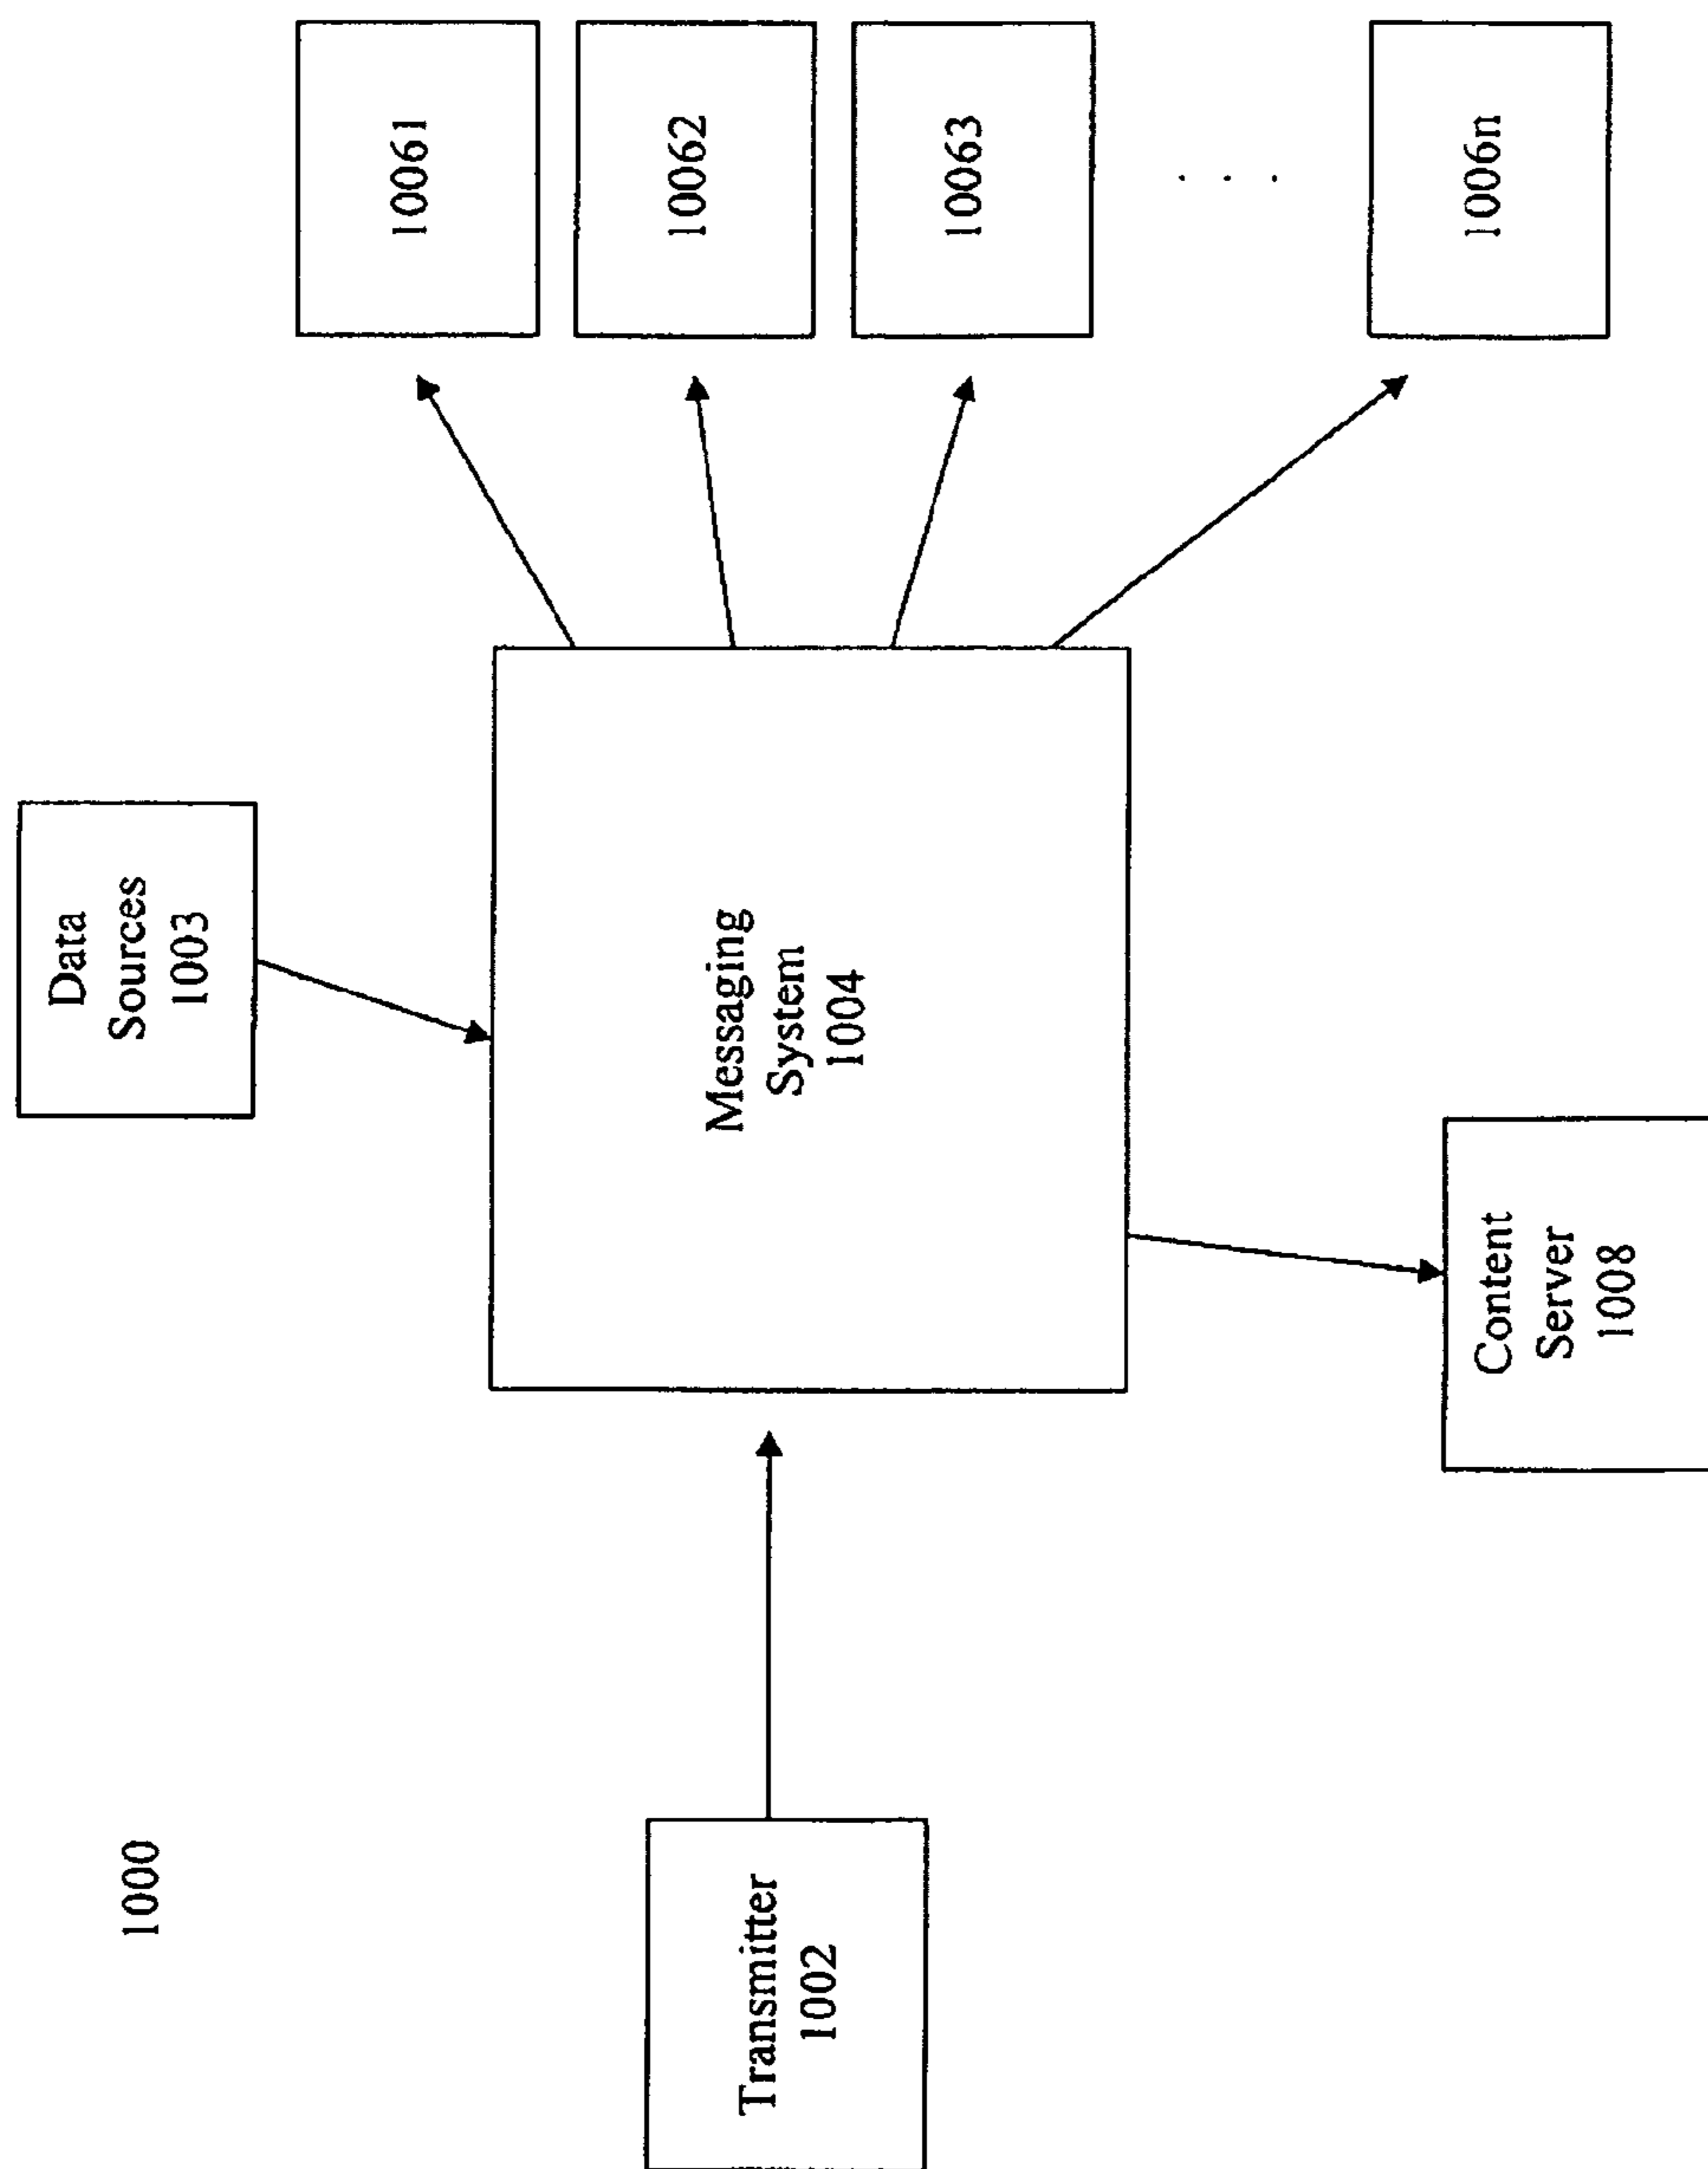 1000
Data
Sources
1003
Transmitter
1002
Messaging
System
1004
Content
Server
1008
10061
10062
10063
. . .
1006n